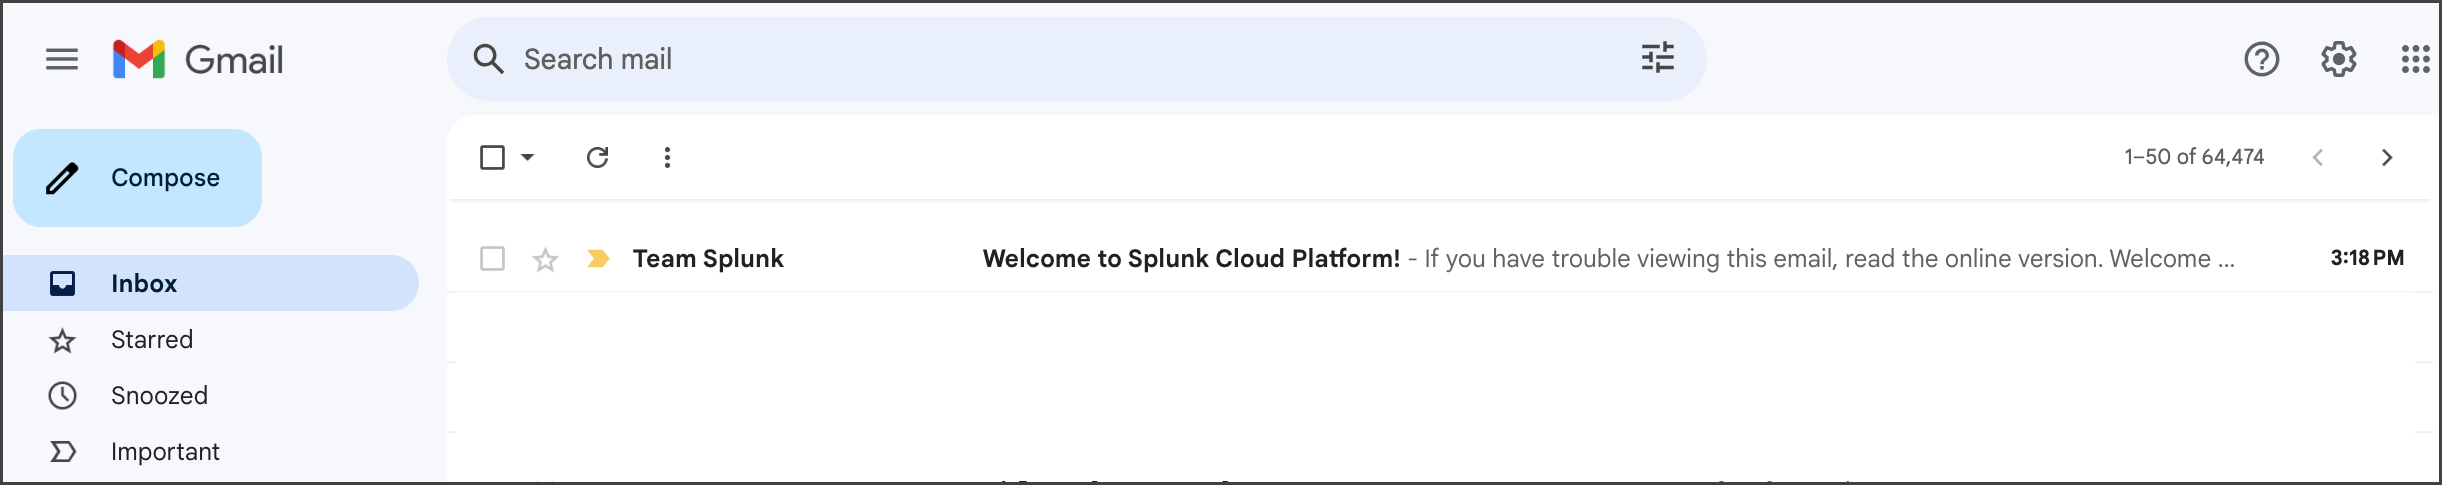 Gmail
Search mail
Compose
1–50 of 64,474
Team Splunk Welcome to Splunk Cloud Platform! - If you have trouble viewing this email, read the online version. Welcome ... 3:18 PM
Inbox
Starred
Snoozed
Important